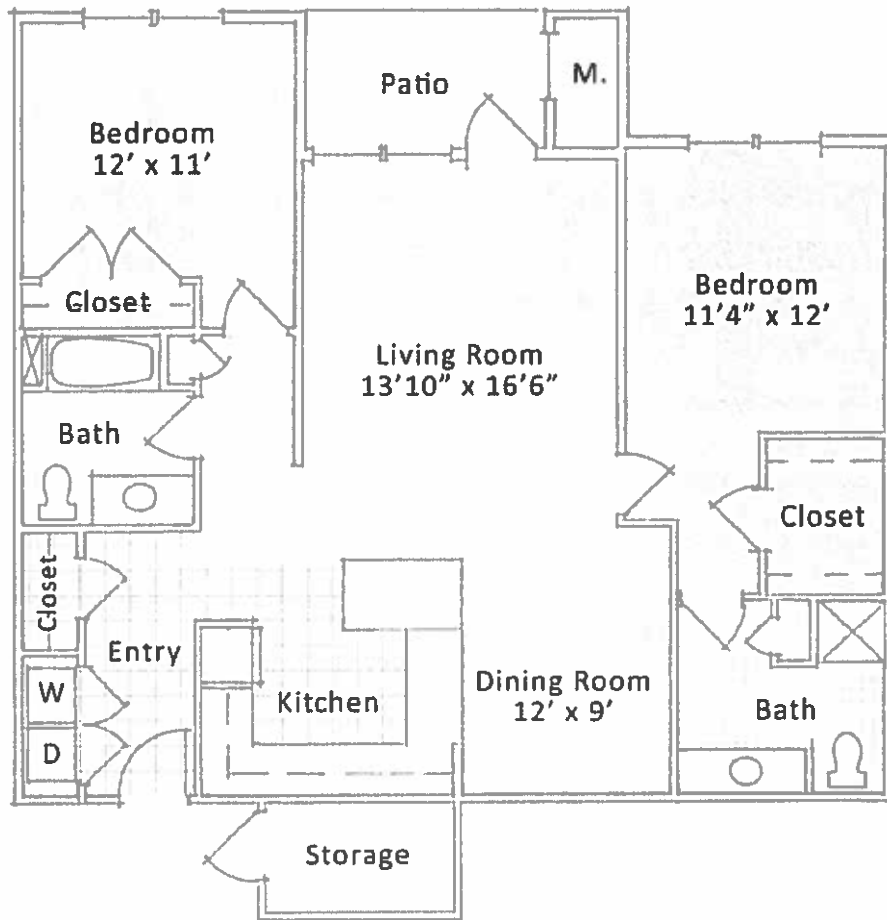 Patio
M.
Bedroom
12' x 11'
Closet
Bedroom
11'4" x 12'
Living Room
13'10" x 16'6"
Bath
Closet
Closet
Entry
W
D
Kitchen
Dining Room
12' x 9'
Bath
Storage